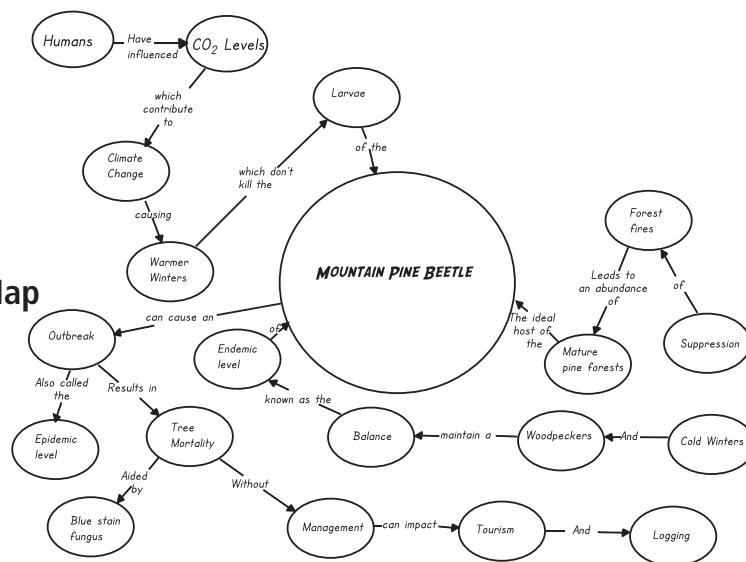 Humans
Have
influenced
CO₂ Levels
which
contribute
to
Climate
Change
causing
Warmer
Winters
which don't
kill the
Larvae
of the
MOUNTAIN PINE BEETLE
Forest
fires
Leads to
an abundance
of
of
Suppression
Mature
pine forests
The ideal
host of
the
can cause an
Outbreak
Also called
the
Epidemic
level
Results in
Tree
Mortality
Aided
by
Blue stain
fungus
Without
Management
can impact
Tourism
And
Logging
Endemic
level
of
known as the
Balance
maintain a
Woodpeckers
And
Cold Winters